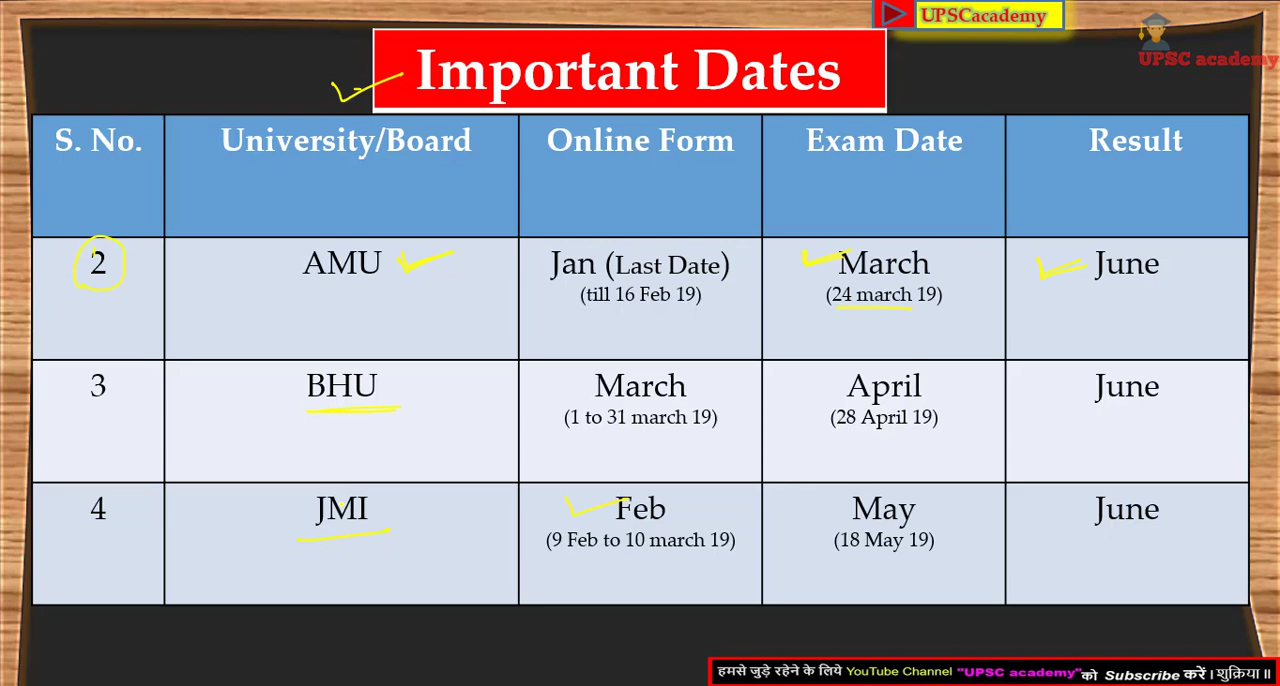 UPSCacademy
UPSC academy
Important Dates
S. No. University/Board Online Form Exam Date Result
2 AMU Jan (Last Date) March June
(till 16 Feb 19) (24 march 19)
3 BHU March April June
(1 to 31 march 19) (28 April 19)
4 JMI Feb May June
(9 Feb to 10 march 19) (18 May 19)
हमसे जुड़े रहेने के लिये YouTube Channel "UPSC academy" को Subscribe करें। शुक्रिया॥